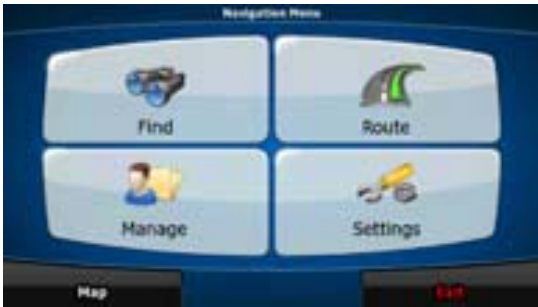 Navigation Menu
Find
Route
Manage
Settings
Map
Exit